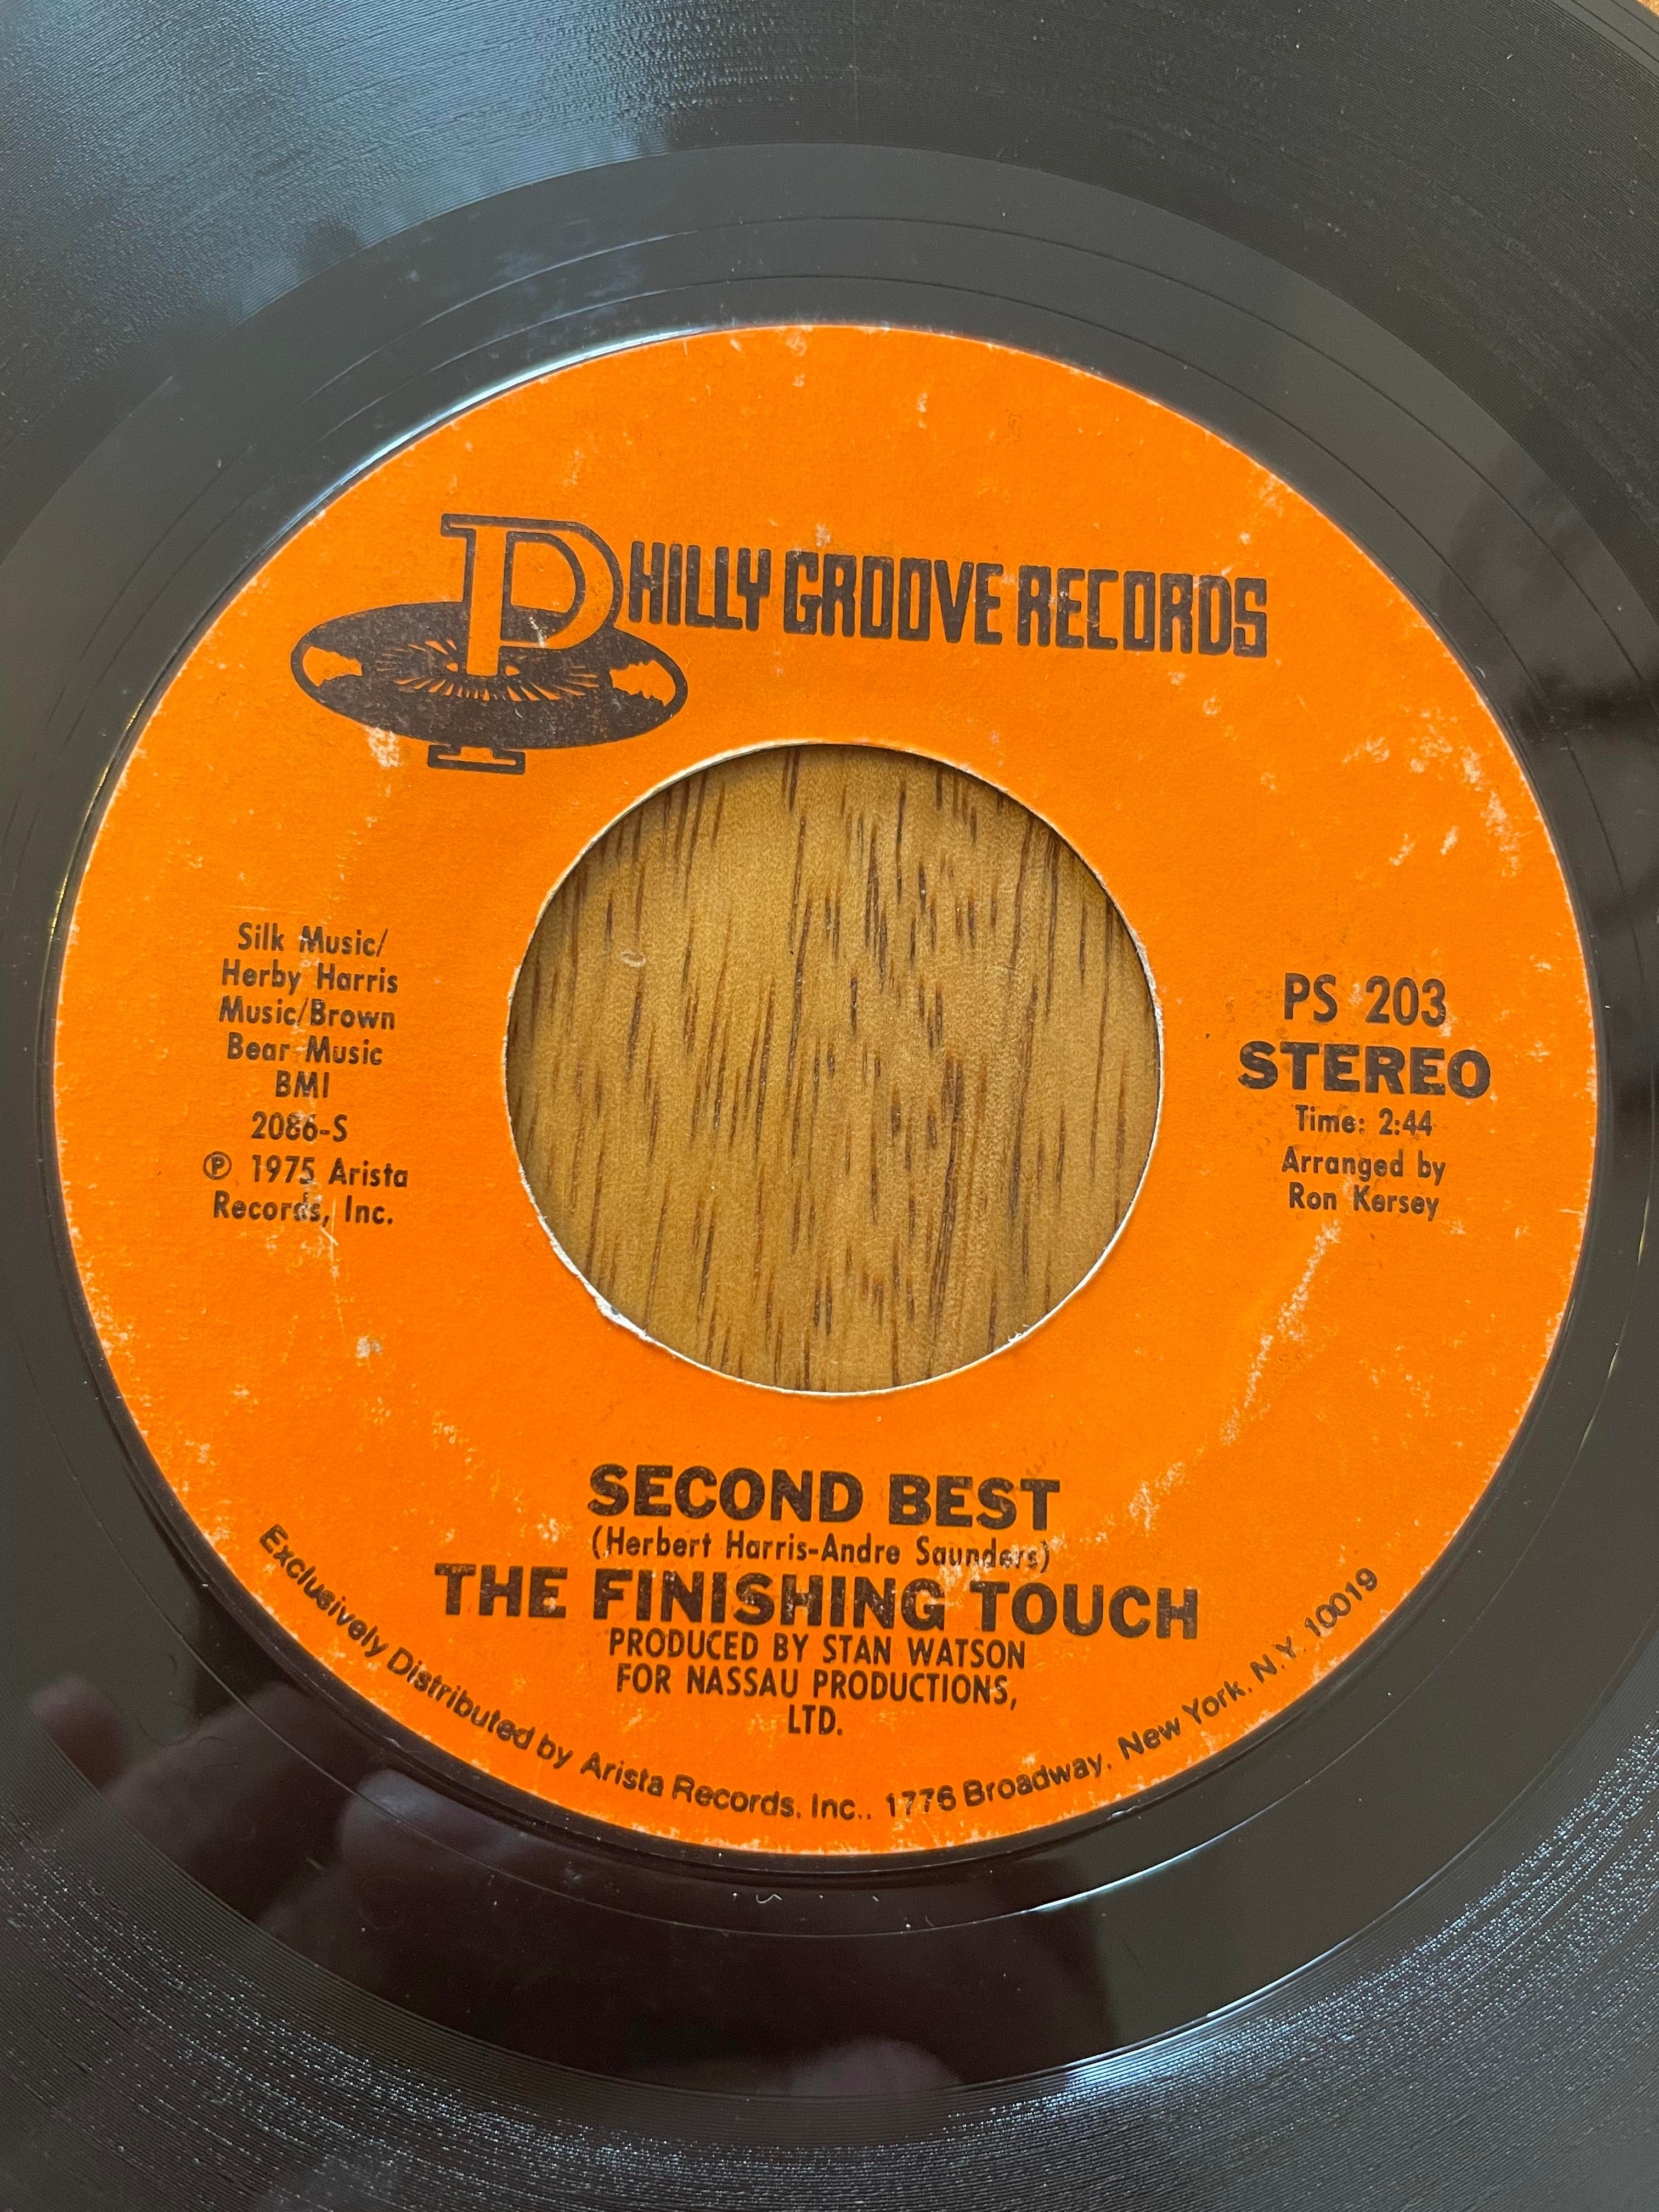 PHILLY GROOVE RECORDS
Silk Music/
Herby Harris
Music/Brown
Bear Music
BMI
2086-S
℗ 1975 Arista
Records, Inc.
PS 203
STEREO
Time: 2:44
Arranged by
Ron Kersey
SECOND BEST
(Herbert Harris-Andre Saunders)
THE FINISHING TOUCH
PRODUCED BY STAN WATSON
FOR NASSAU PRODUCTIONS,
LTD.
Exclusively Distributed by Arista Records, Inc., 1776 Broadway, New York, N.Y. 10019